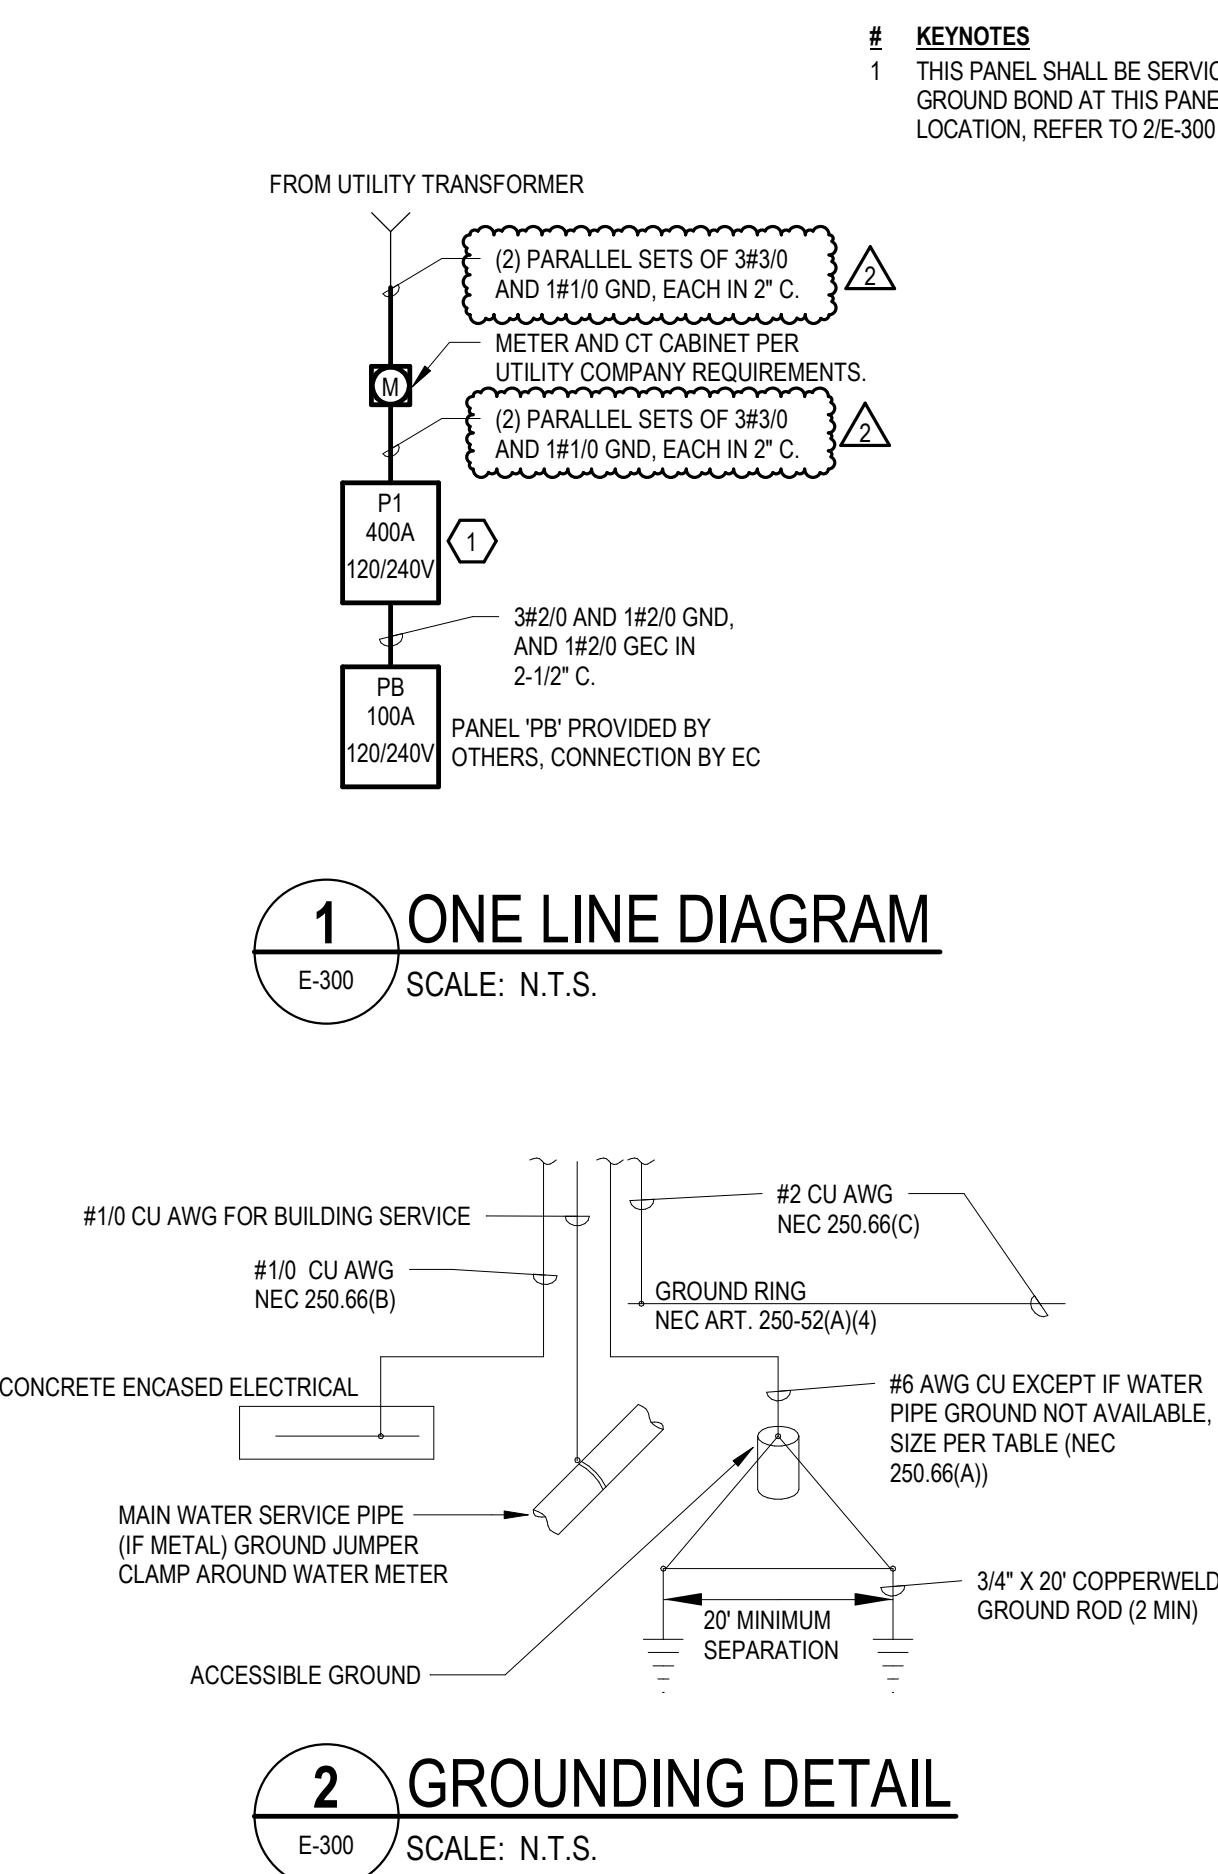 # KEYNOTES
1 THIS PANEL SHALL BE
GROUND BOND AT THIS
LOCATION, REFER TO 2/E-300
FROM UTILITY TRANSFORMER
(2) PARALLEL SETS OF 3#3/0
AND 1#1/0 GND, EACH IN 2" C.
2
METER AND CT CABINET PER
UTILITY COMPANY REQUIREMENTS.
M
(2) PARALLEL SETS OF 3#3/0
AND 1#1/0 GND, EACH IN 2" C.
2
P1
400A
120/240V
1
3#2/0 AND 1#2/0 GND,
AND 1#2/0 GEC IN
2-1/2" C.
PB
100A
120/240V
PANEL 'PB' PROVIDED BY
OTHERS, CONNECTION BY EC
1
E-300
ONE LINE DIAGRAM
SCALE: N.T.S.
#1/0 CU AWG FOR BUILDING SERVICE
#2 CU AWG
NEC 250.66(C)
#1/0 CU AWG
NEC 250.66(B)
GROUND RING
NEC ART. 250-52(A)(4)
CONCRETE ENCASED ELECTRICAL
#6 AWG CU EXCEPT IF WATER
PIPE GROUND NOT AVAILABLE,
SIZE PER TABLE (NEC
250.66(A))
MAIN WATER SERVICE PIPE
(IF METAL) GROUND JUMPER
CLAMP AROUND WATER METER
3/4" X 20' COPPERWELD
GROUND ROD (2 MIN)
20' MINIMUM
SEPARATION
ACCESSIBLE GROUND
2
E-300
GROUNDING DETAIL
SCALE: N.T.S.